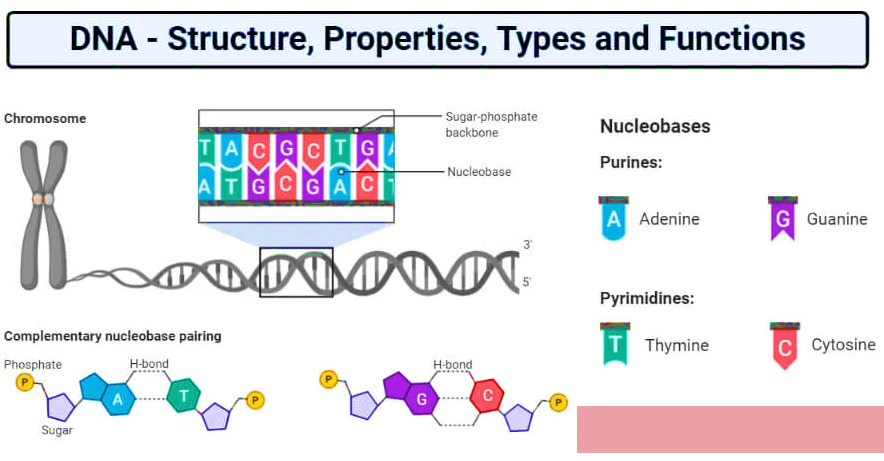 DNA - Structure, Properties, Types and Functions
Chromosome
Sugar-phosphate
backbone
T A C G C T G A
Nucleobase
A T G C G A C T
3'
5'
Nucleobases
Purines:
A Adenine
G Guanine
Pyrimidines:
T Thymine
C Cytosine
Complementary nucleobase pairing
Phosphate
H-bond
P
A
T
P
Sugar
H-bond
P
G
C
P